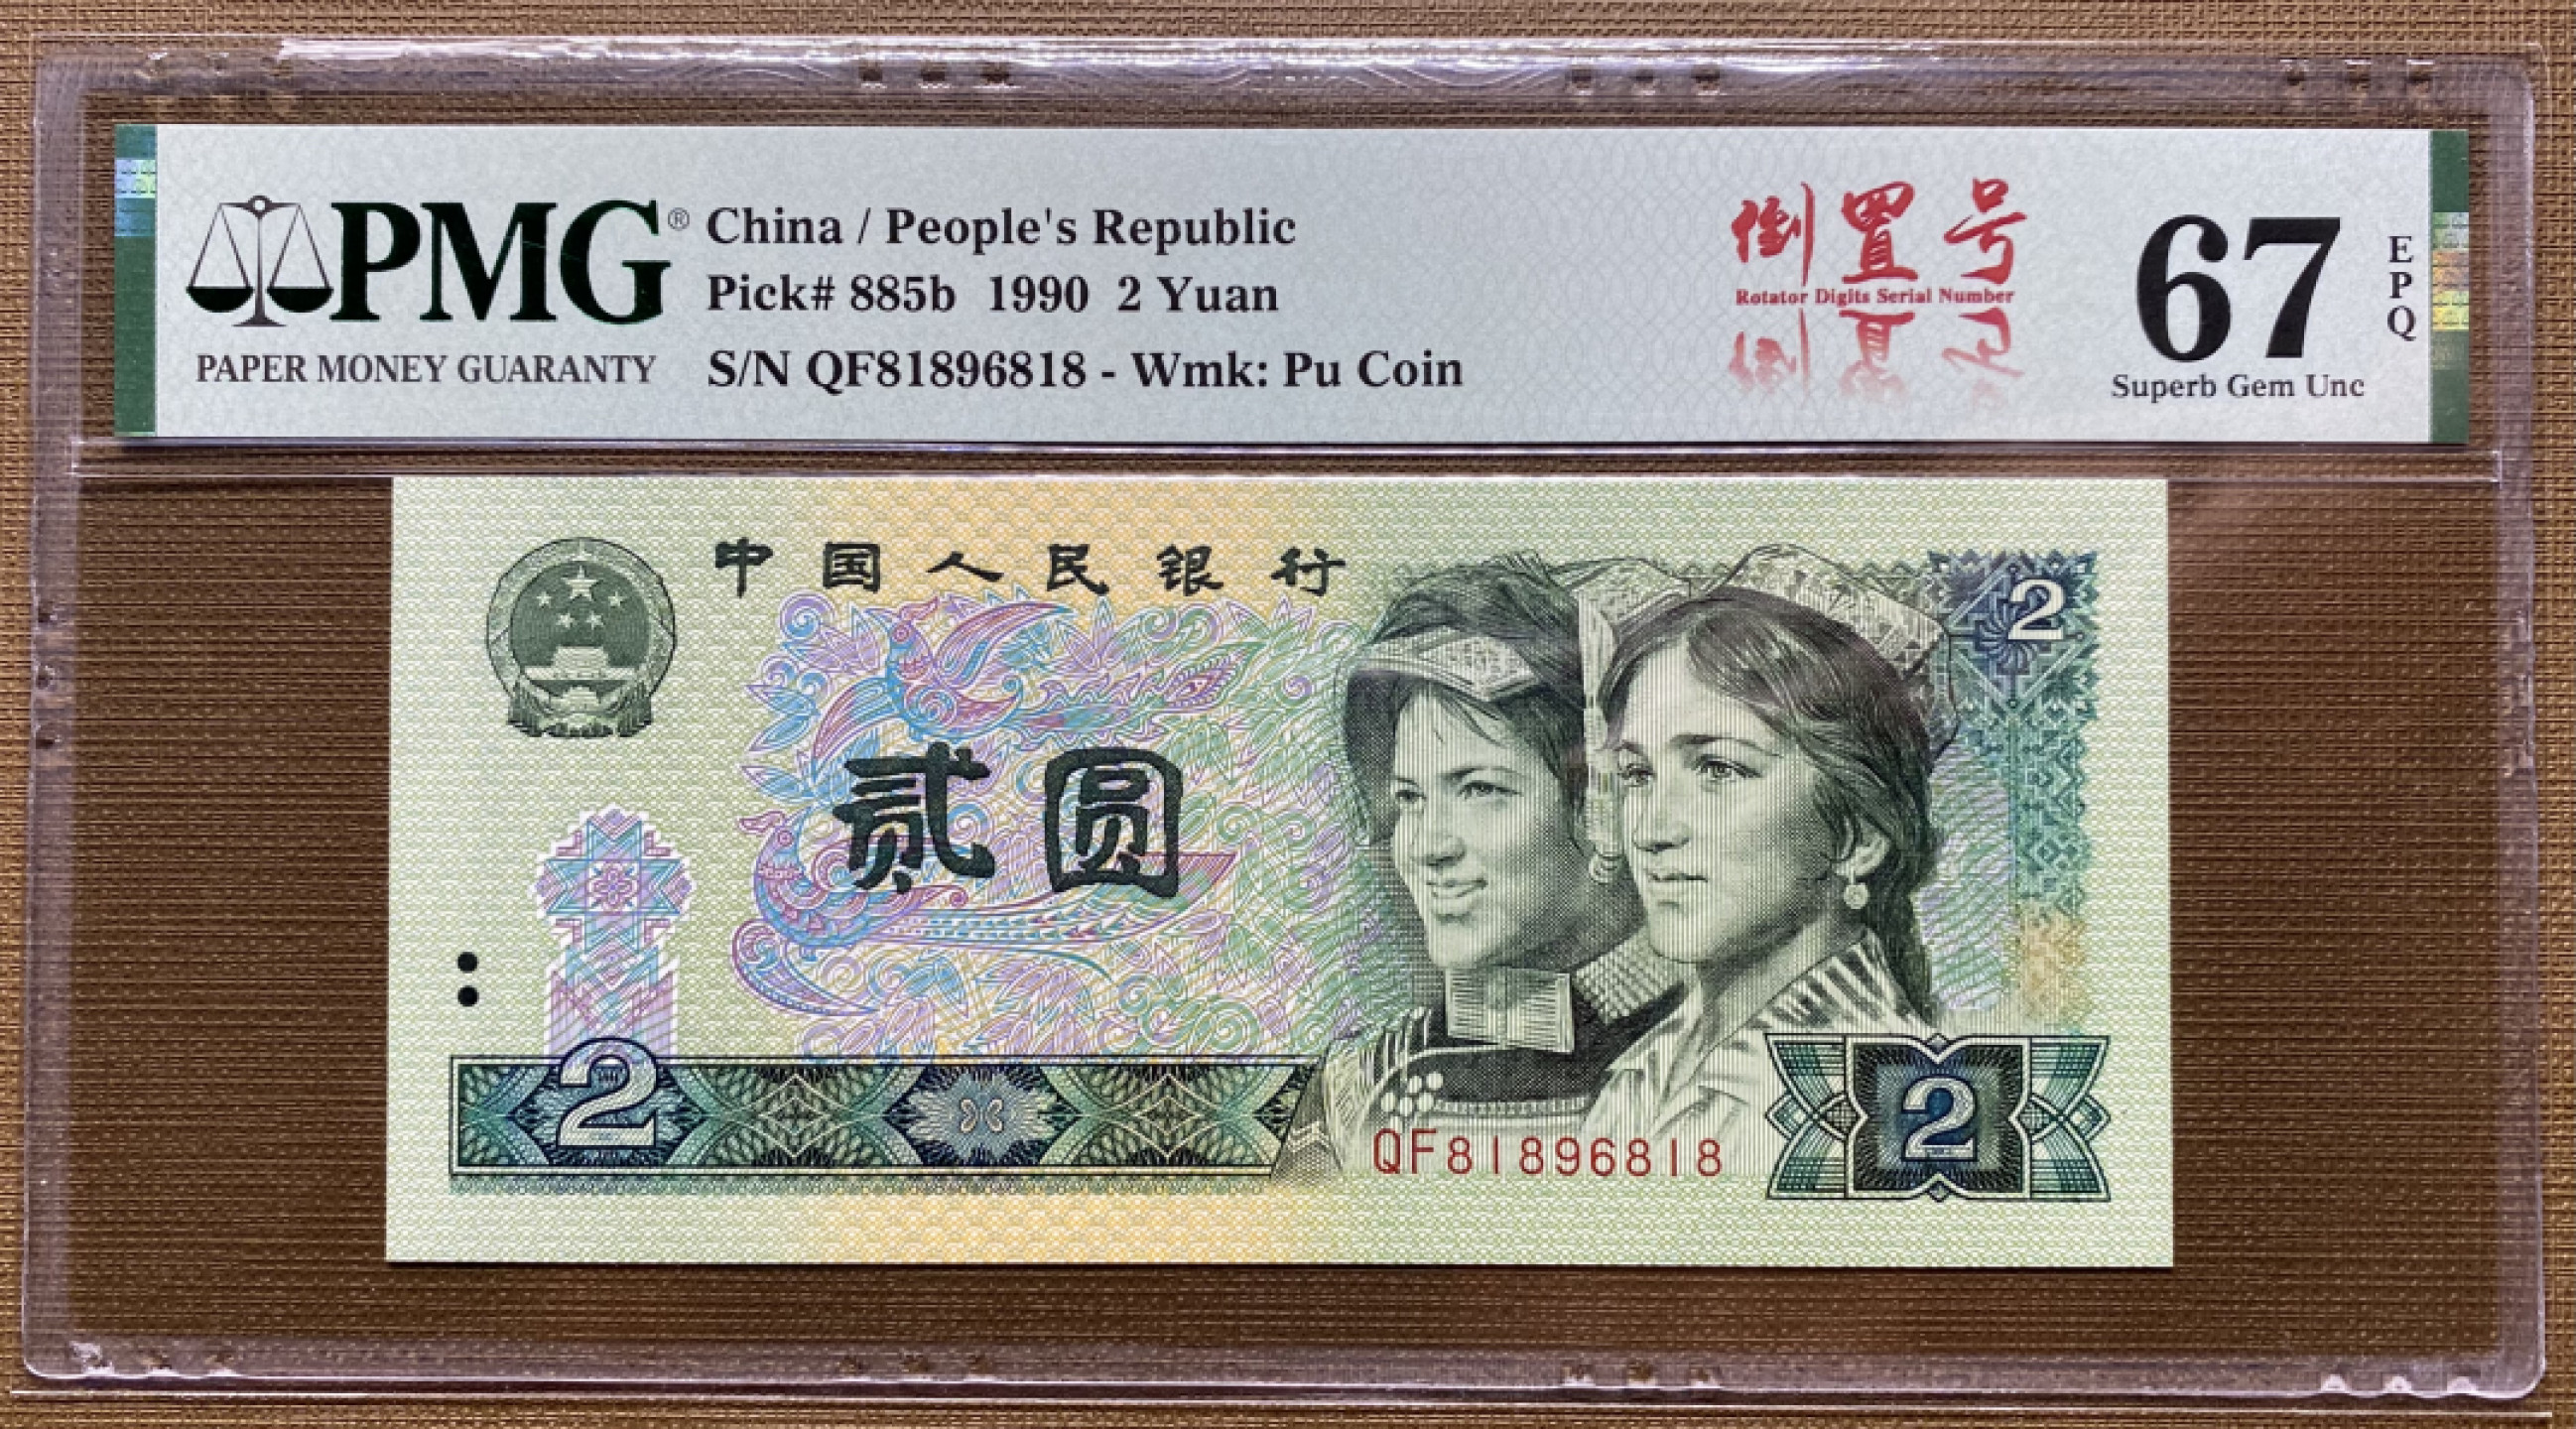 PMG®
PAPER MONEY GUARANTY
China / People's Republic
Pick# 885b 1990 2 Yuan
S/N QF81896818 - Wmk: Pu Coin
倒置号
Rotator Digits Serial Number
67
EPQ
Superb Gem Unc
中国人民银行
2
贰圆
2
2
QF81896818